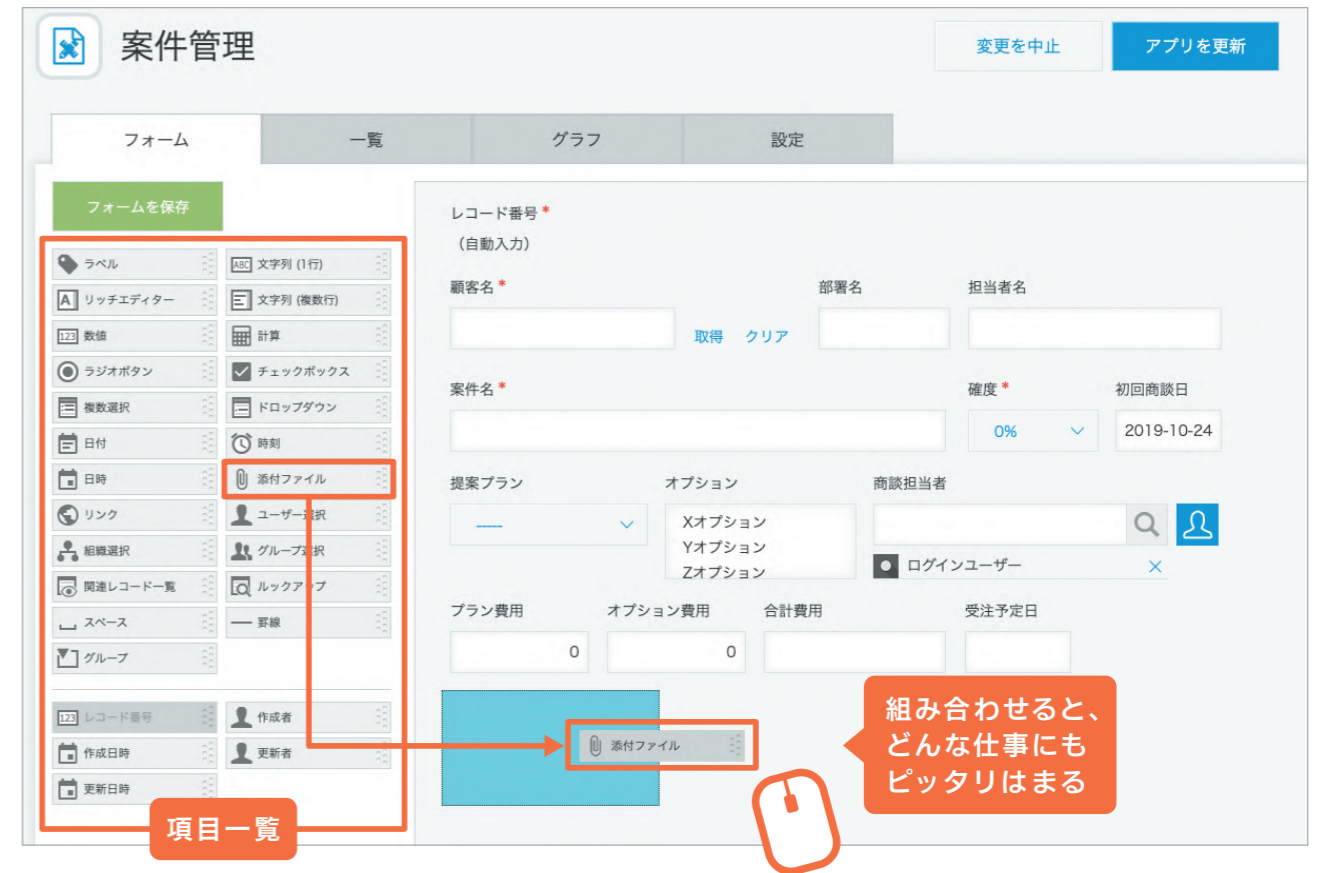 案件管理
変更を中止
アプリを更新
フォーム
一覧
グラフ
設定
フォームを保存
ラベル
ABC 文字列 (1行)
A リッチエディター
文字列 (複数行)
123 数値
計算
ラジオボタン
チェックボックス
複数選択
ドロップダウン
日付
時刻
日時
添付ファイル
リンク
ユーザー選択
組織選択
グループ選択
関連レコード一覧
ルックアップ
スペース
罫線
グループ
123 レコード番号
作成者
作成日時
更新者
更新日時
項目一覧
レコード番号 *
(自動入力)
顧客名 *
部署名
担当者名
取得 クリア
案件名 *
確度 *
初回商談日
0%
2019-10-24
提案プラン
オプション
商談担当者
-----
Xオプション
Yオプション
Zオプション
ログインユーザー
プラン費用
オプション費用
合計費用
受注予定日
0
0
添付ファイル
組み合わせると、
どんな仕事にも
ピッタリはまる